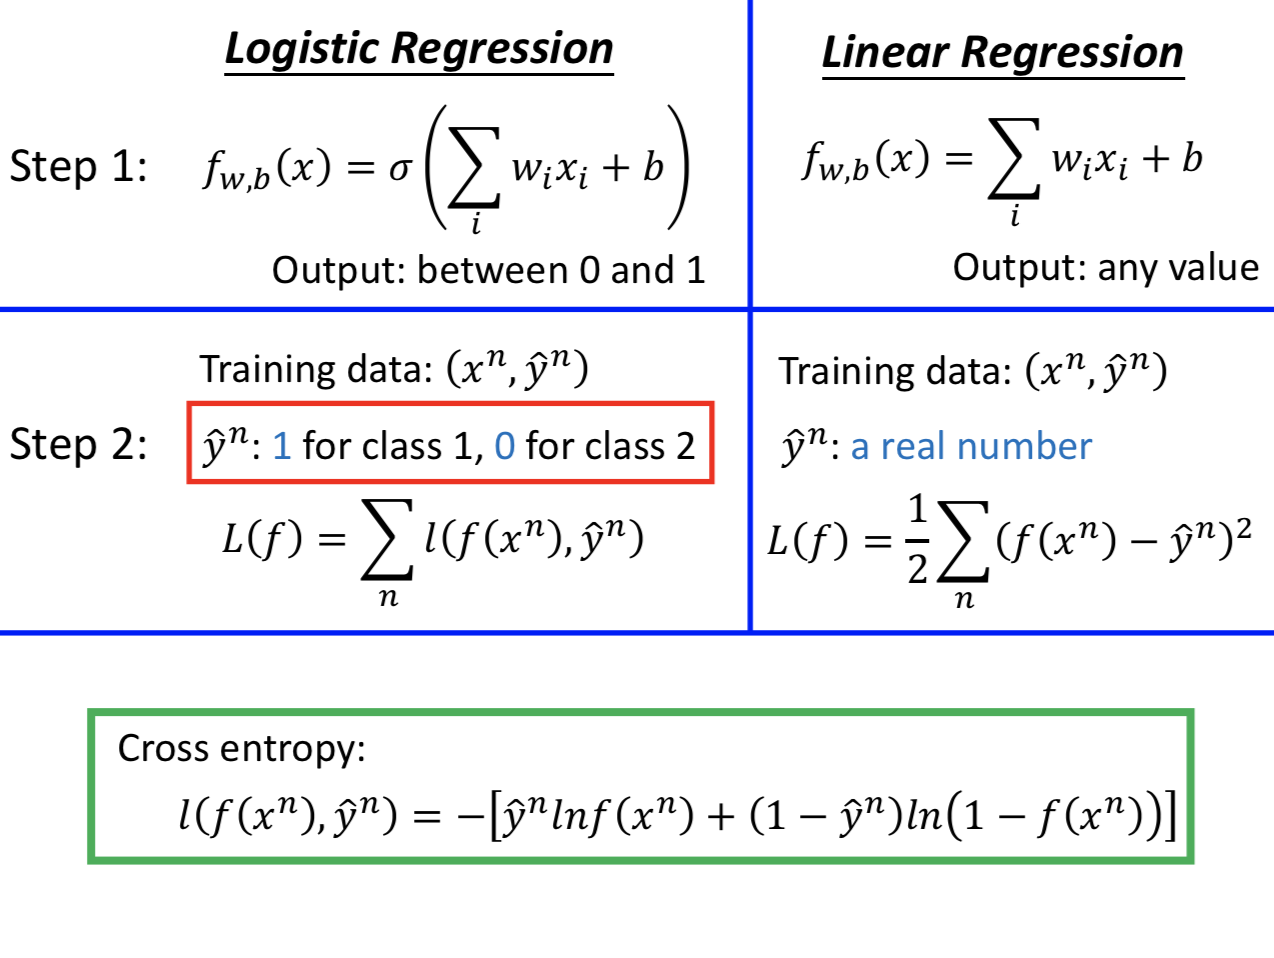 Logistic Regression
Linear Regression
Step 1:
f_{w,b}(x) = σ(∑_i w_i x_i + b)
Output: between 0 and 1
f_{w,b}(x) = ∑_i w_i x_i + b
Output: any value
Step 2:
Training data: (x^n, ŷ^n)
ŷ^n: 1 for class 1, 0 for class 2
L(f) = ∑_n l(f(x^n), ŷ^n)
Training data: (x^n, ŷ^n)
ŷ^n: a real number
L(f) = 1/2 ∑_n (f(x^n) − ŷ^n)^2
Cross entropy:
l(f(x^n), ŷ^n) = −[ŷ^n lnf(x^n) + (1 − ŷ^n)ln(1 − f(x^n))]